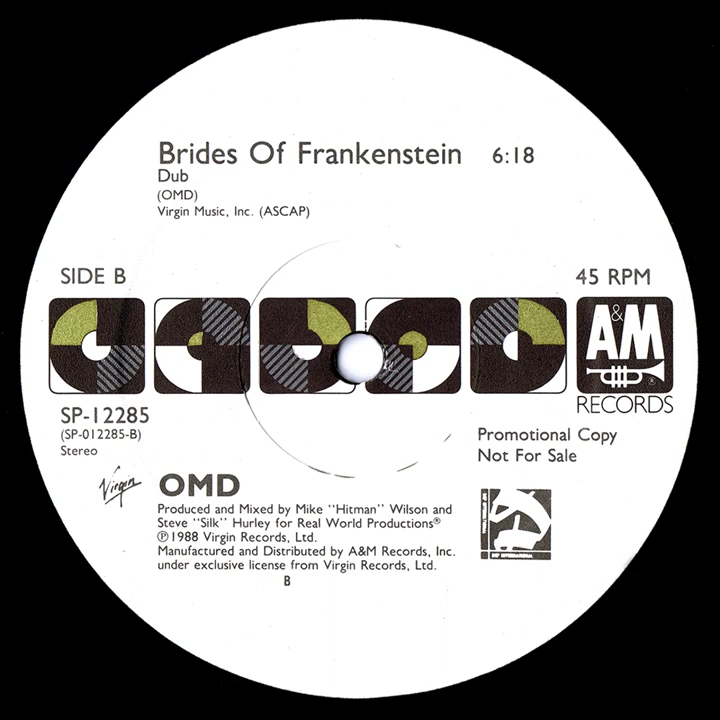 Brides Of Frankenstein 6:18
Dub
(OMD)
Virgin Music, Inc. (ASCAP)
SIDE B
45 RPM
A&M
®
RECORDS
SP-12285
(SP-012285-B)
Stereo
Promotional Copy
Not For Sale
Virgin
OMD
Produced and Mixed by Mike "Hitman" Wilson and
Steve "Silk" Hurley for Real World Productions®
℗1988 Virgin Records, Ltd.
Manufactured and Distributed by A&M Records, Inc.
under exclusive license from Virgin Records, Ltd.
B